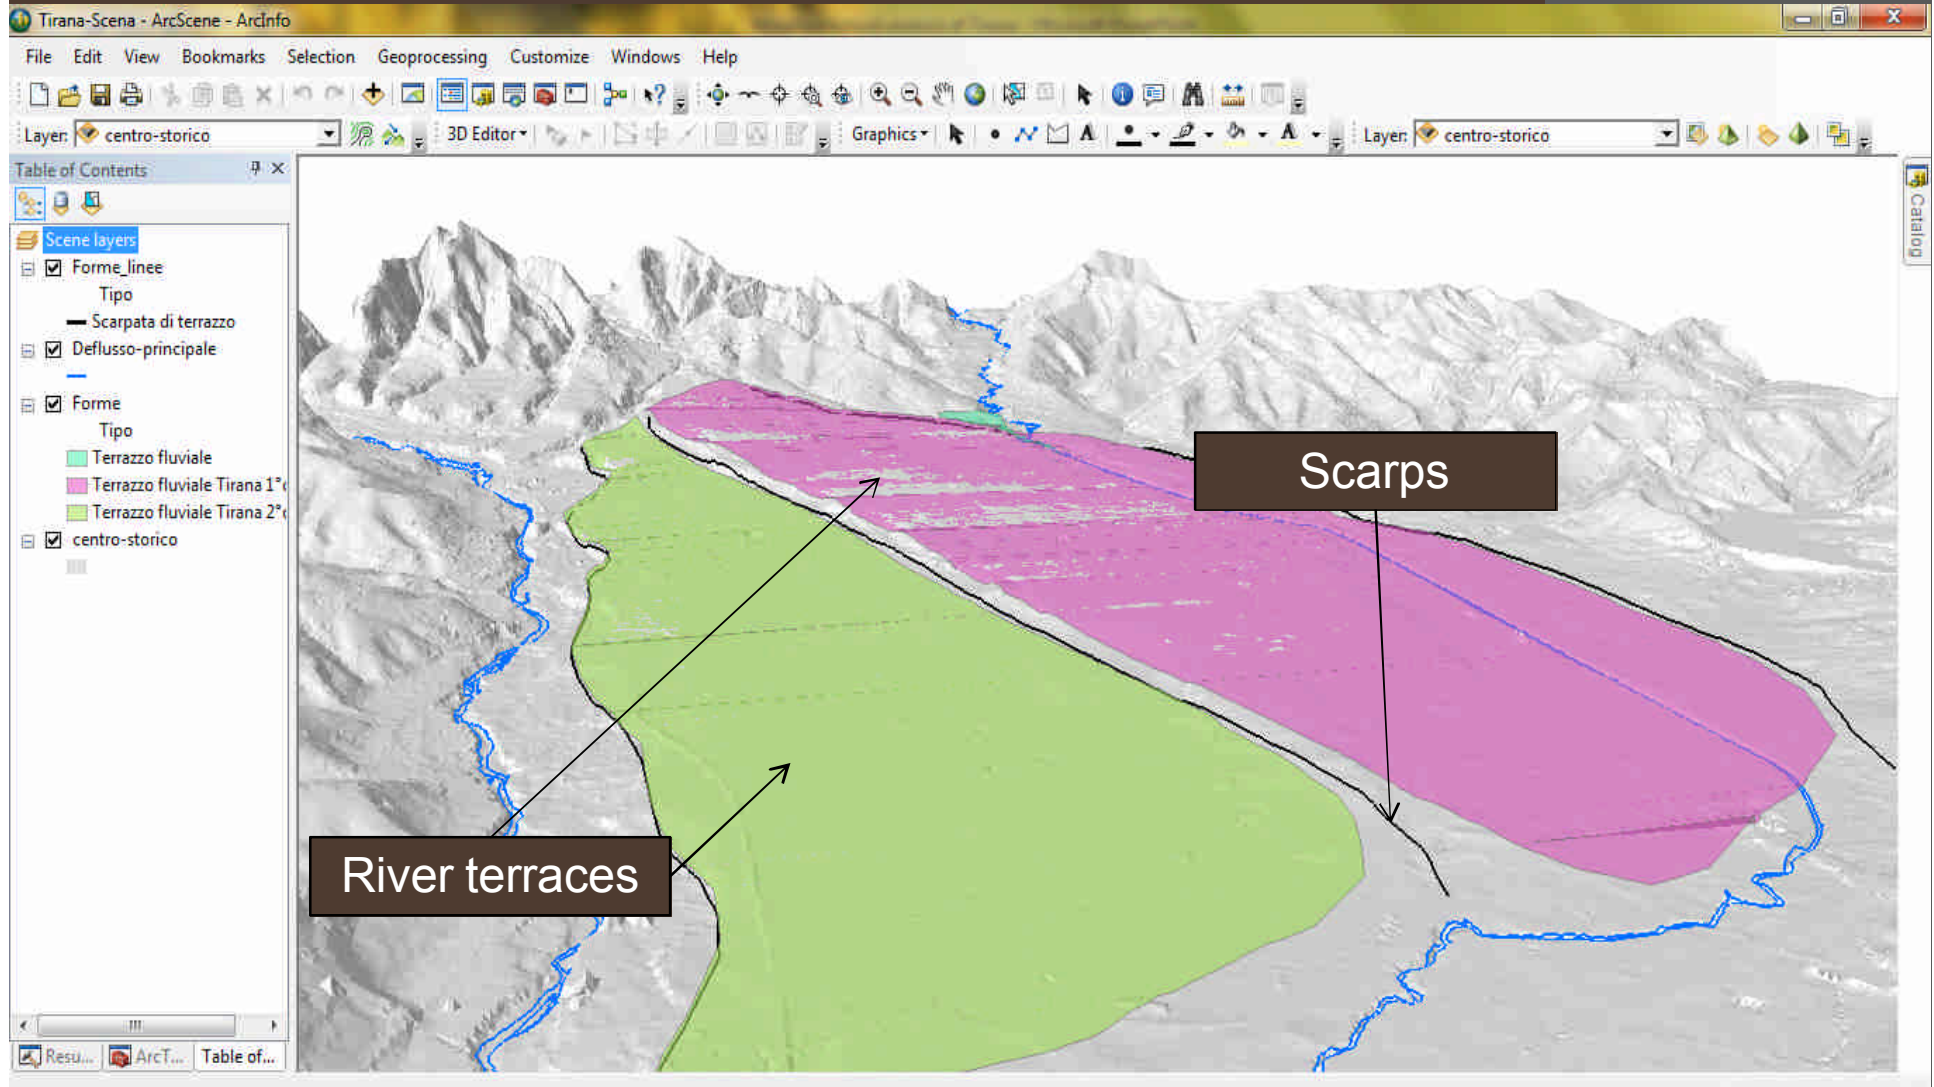 Tirana-Scena - ArcScene - ArcInfo
File Edit View Bookmarks Selection Geoprocessing Customize Windows Help
Layer: centro-storico 3D Editor Graphics A A Layer: centro-storico
Table of Contents
Catalog
Scene layers
Forme_linee
Tipo
Scarpata di terrazzo
Deflusso-principale
Forme
Tipo
Terrazzo fluviale
Terrazzo fluviale Tirana 1°
Terrazzo fluviale Tirana 2°
centro-storico
Scarps
River terraces
Resu... ArcT... Table of...